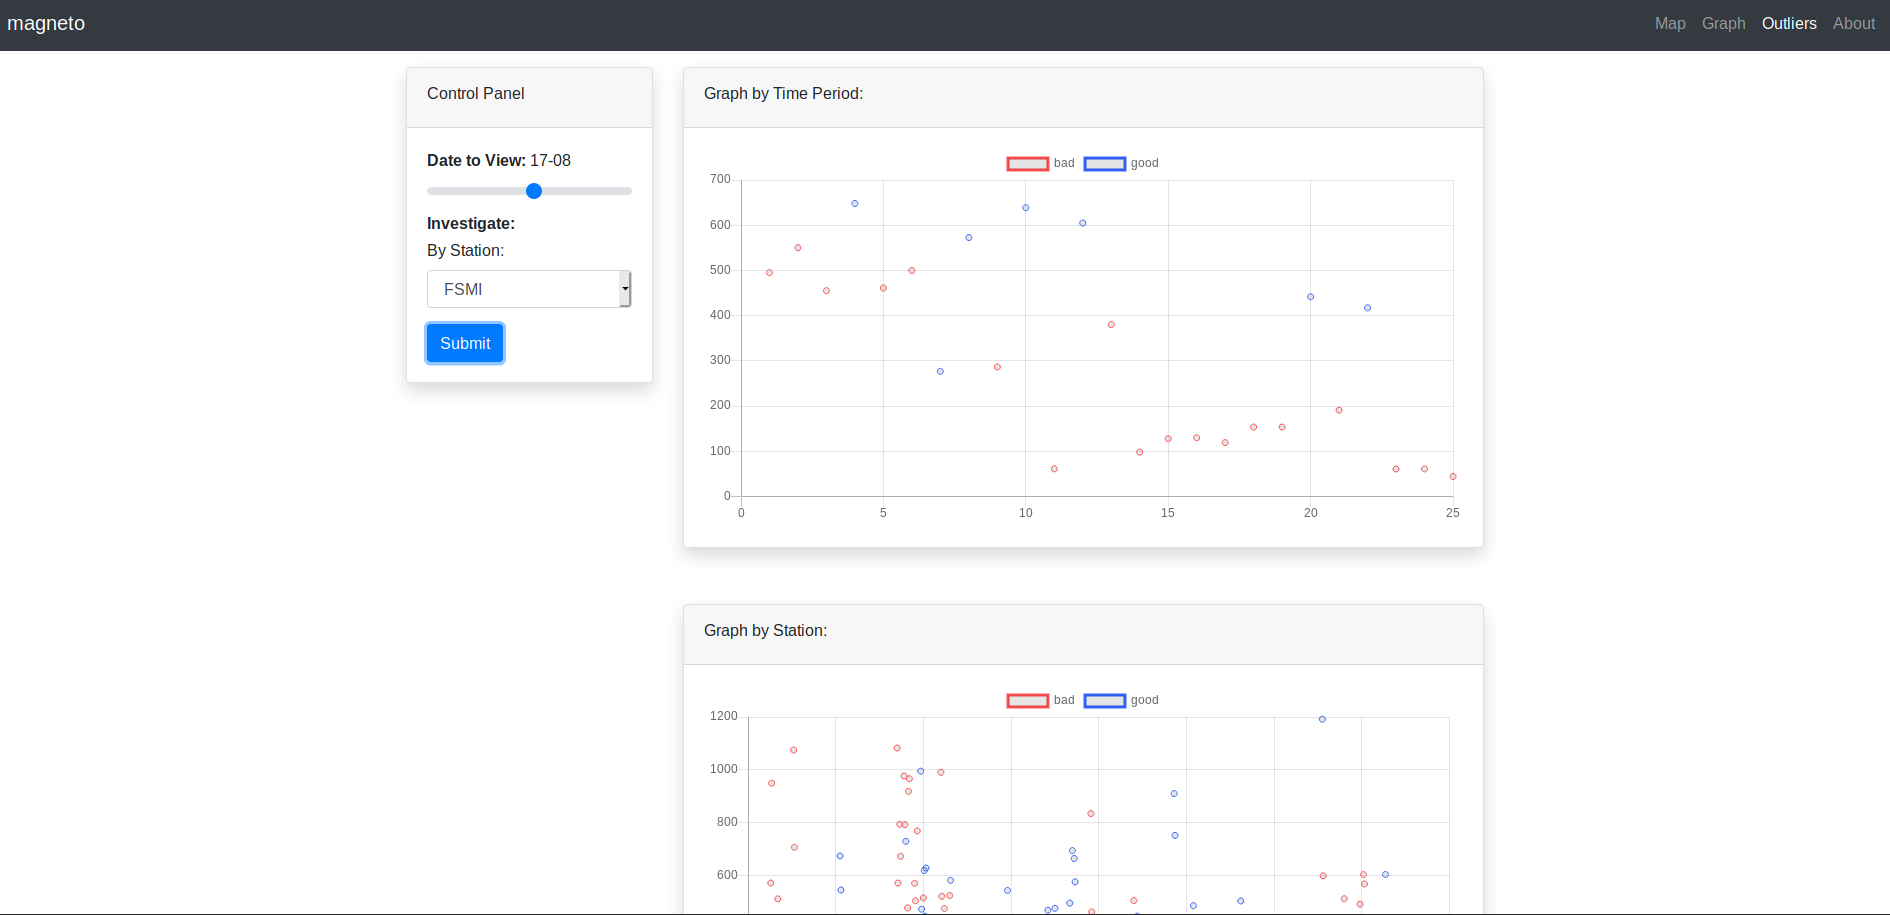 magneto
Map Graph Outliers About
Control Panel
Date to View: 17-08
Investigate:
By Station:
FSMI
Submit
Graph by Time Period:
bad good
700
600
500
400
300
200
100
0
0 5 10 15 20 25
Graph by Station:
bad good
1200
1000
800
600